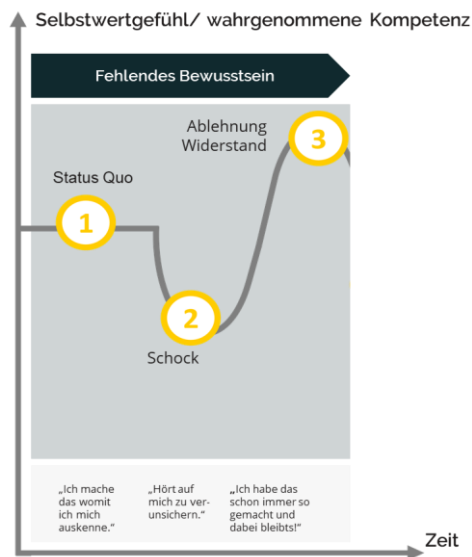 Selbstwertgefühl/ wahrgenommene Kompetenz
Fehlendes Bewusstsein
Ablehnung
Widerstand
3
Status Quo
1
2
Schock
„Ich mache
das womit
ich mich
auskenne.“
„Hört auf
mich zu ver-
unsichern.“
„Ich habe das
schon immer so
gemacht und
dabei bleibts!“
Zeit